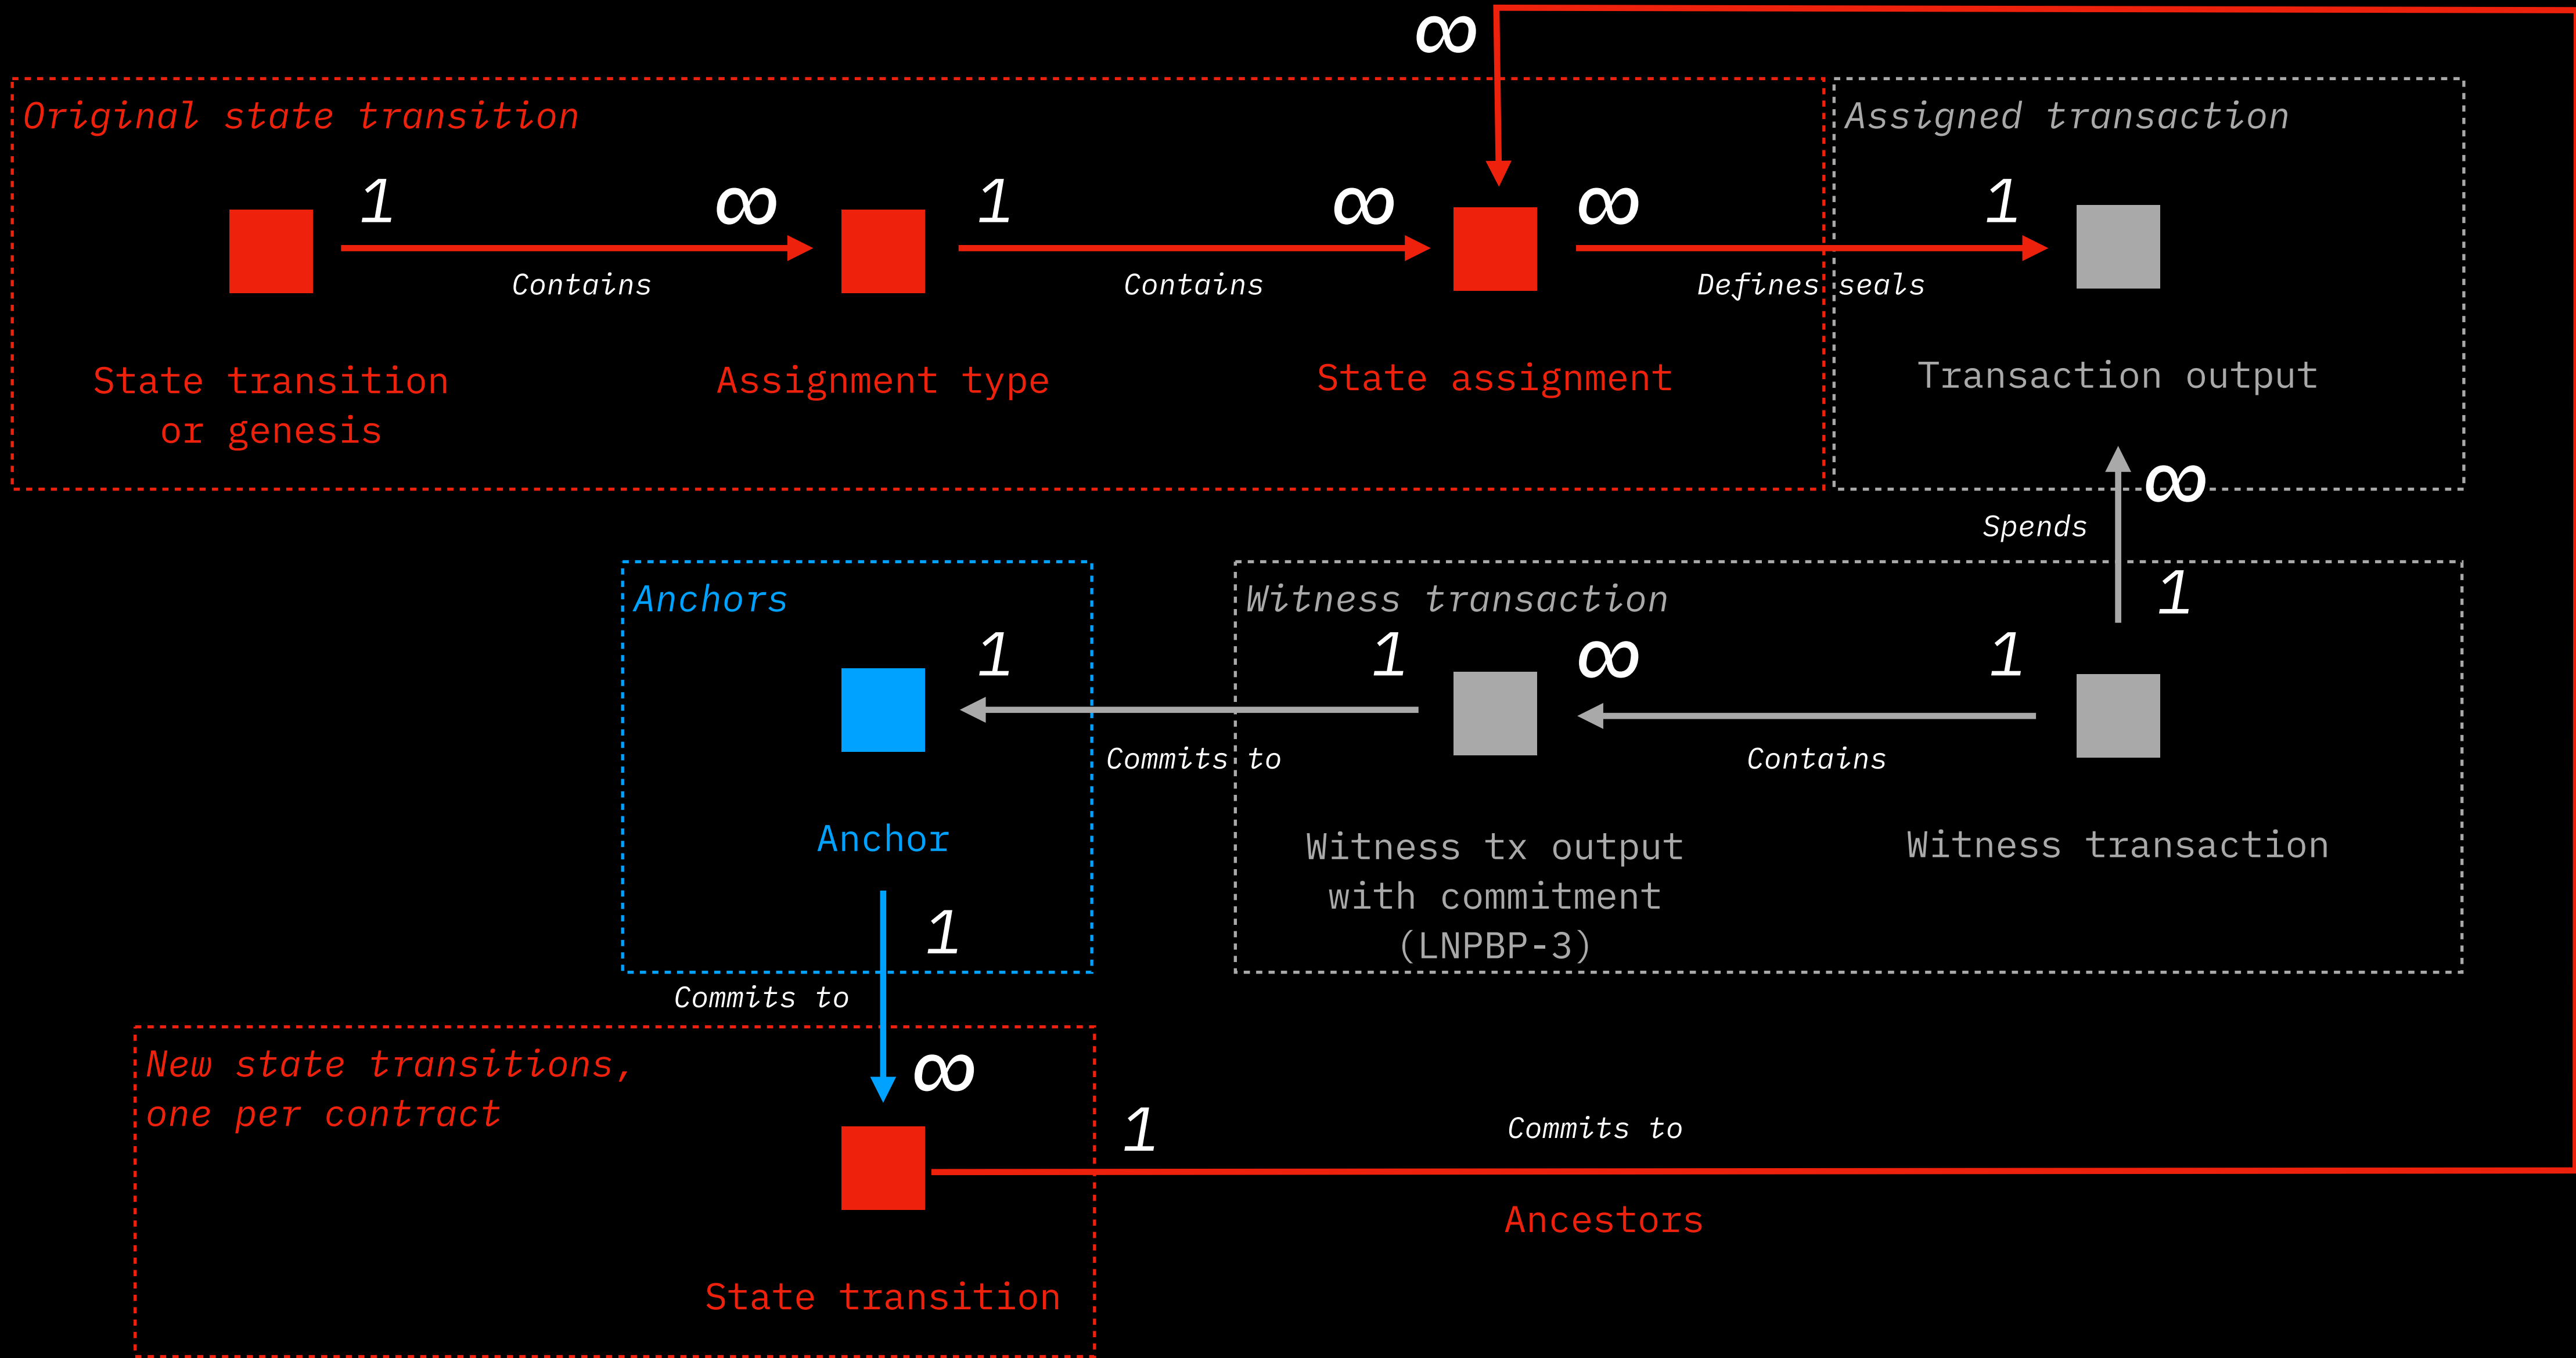 ∞
Original state transition
Assigned transaction
1 ∞ 1 ∞ ∞ 1
Contains
Contains
Defines seals
State transition
or genesis
Assignment type
State assignment
Transaction output
∞
Spends
1
Anchors
Witness transaction
1 1 ∞ 1
Commits to
Contains
Anchor
Witness tx output
with commitment
(LNPBP-3)
Witness transaction
1
Commits to
New state transitions,
one per contract
∞
1
Commits to
Ancestors
State transition